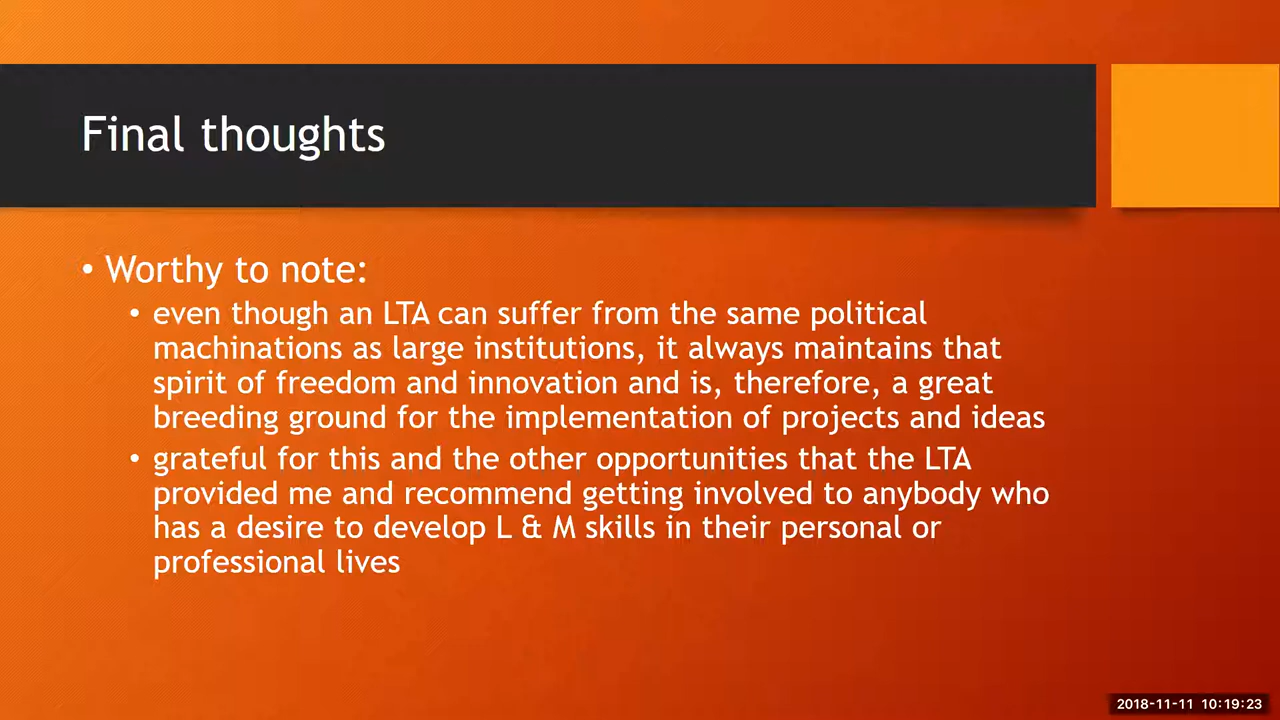 Final thoughts
• Worthy to note:
• even though an LTA can suffer from the same political
machinations as large institutions, it always maintains that
spirit of freedom and innovation and is, therefore, a great
breeding ground for the implementation of projects and ideas
• grateful for this and the other opportunities that the LTA
provided me and recommend getting involved to anybody who
has a desire to develop L & M skills in their personal or
professional lives
2018-11-11 10:19:23